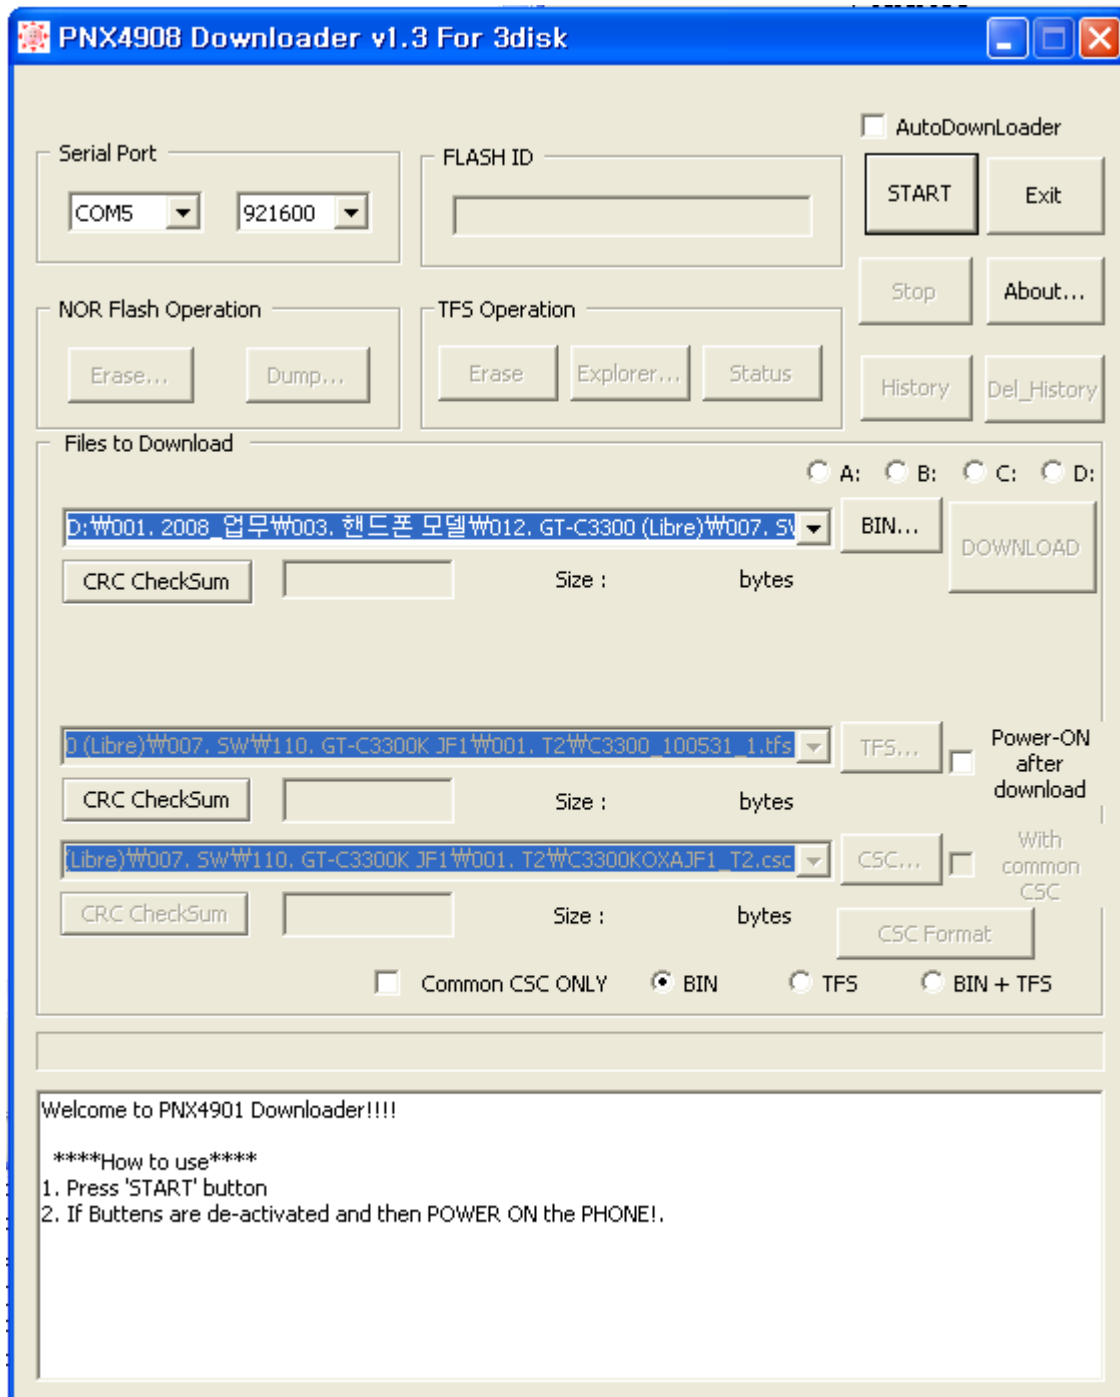 PNX4908 Downloader v1.3 For 3disk
AutoDownLoader
Serial Port
FLASH ID
START
Exit
COM5
921600
Stop
About...
NOR Flash Operation
TFS Operation
Erase...
Dump...
Erase
Explorer...
Status
History
Del_History
Files to Download
A:
B:
C:
D:
D:₩001. 2008_업무₩003. 핸드폰 모델₩012. GT-C3300 (Libre)₩007. SW
BIN...
DOWNLOAD
CRC CheckSum
Size :
bytes
0 (Libre)₩007. SW₩110. GT-C3300K JF1₩001. T2₩C3300_100531_1.tfs
TFS...
Power-ON
after
download
CRC CheckSum
Size :
bytes
(Libre)₩007. SW₩110. GT-C3300K JF1₩001. T2₩C3300KOXAJF1_T2.csc
CSC...
With
common
CSC
CRC CheckSum
Size :
bytes
CSC Format
Common CSC ONLY
BIN
TFS
BIN + TFS
Welcome to PNX4901 Downloader!!!!
****How to use****
1. Press 'START' button
2. If Buttens are de-activated and then POWER ON the PHONE!.